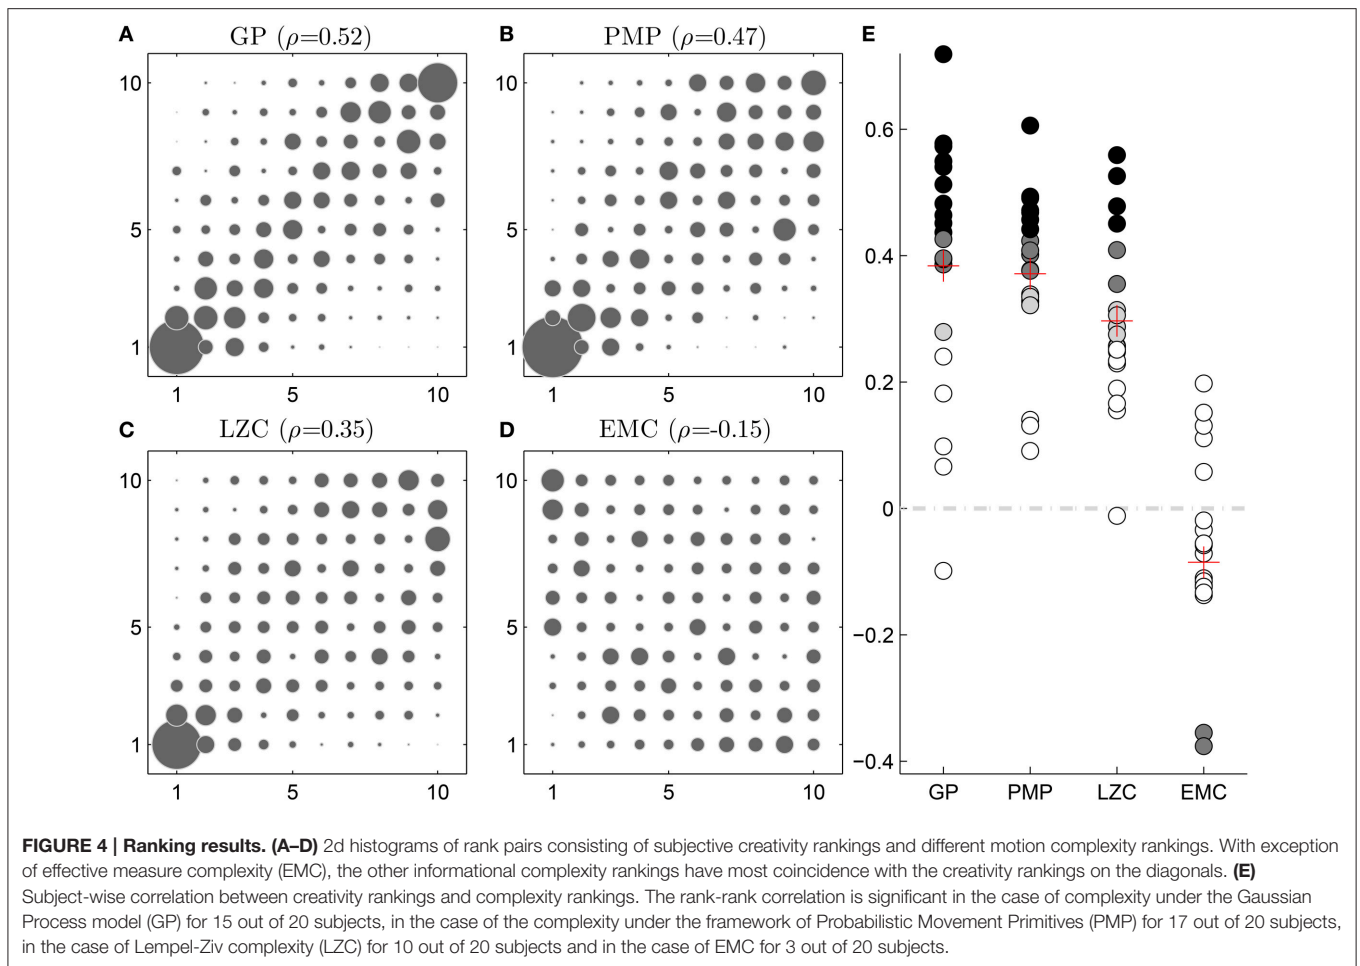 A
GP (ρ=0.52)
10
5
1
1
5
10
B
PMP (ρ=0.47)
10
5
1
1
5
10
C
LZC (ρ=0.35)
10
5
1
1
5
10
D
EMC (ρ=-0.15)
10
5
1
1
5
10
E
0.6
0.4
0.2
0
−0.2
−0.4
GP
PMP
LZC
EMC
FIGURE 4 | Ranking results. (A–D) 2d histograms of rank pairs consisting of subjective creativity rankings and different motion complexity rankings. With exception
of effective measure complexity (EMC), the other informational complexity rankings have most coincidence with the creativity rankings on the diagonals. (E)
Subject-wise correlation between creativity rankings and complexity rankings. The rank-rank correlation is significant in the case of complexity under the Gaussian
Process model (GP) for 15 out of 20 subjects, in the case of the complexity under the framework of Probabilistic Movement Primitives (PMP) for 17 out of 20 subjects,
in the case of Lempel-Ziv complexity (LZC) for 10 out of 20 subjects and in the case of EMC for 3 out of 20 subjects.